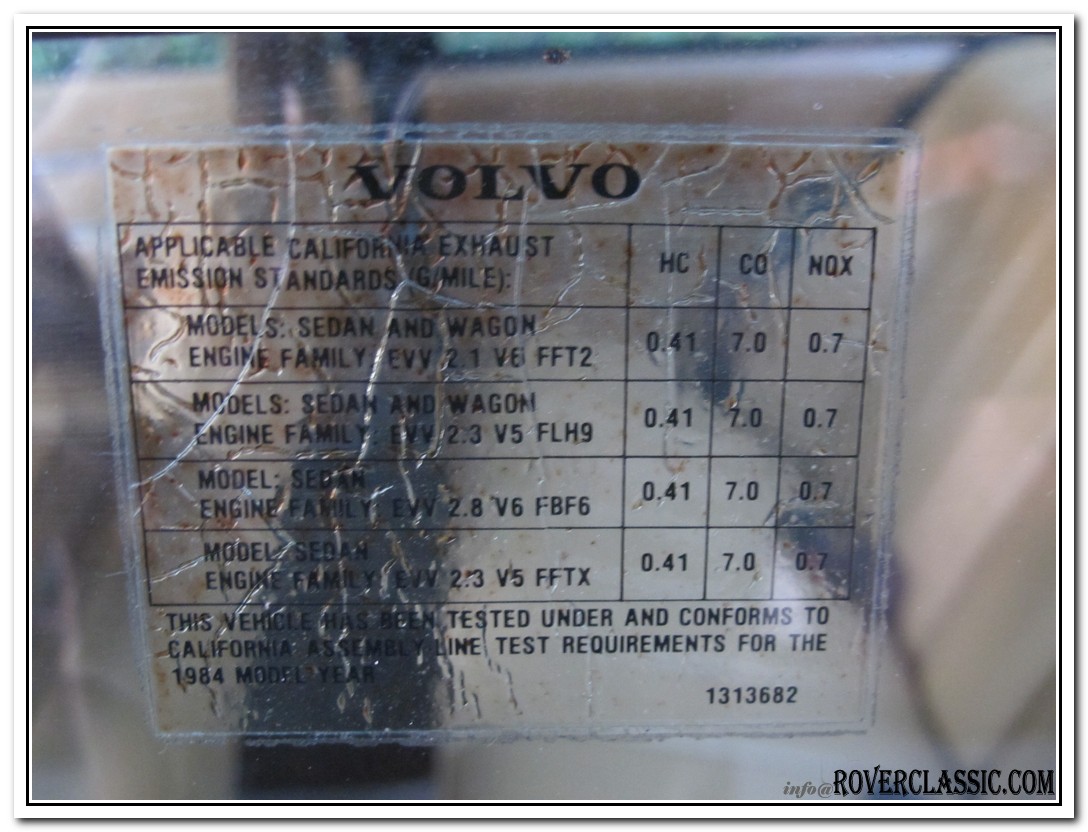 VOLVO
APPLICABLE CALIFORNIA EXHAUST
EMISSION STANDARDS (G/MILE):
HC CO NOX
MODELS: SEDAN AND WAGON
ENGINE FAMILY: EVV 2.1 V6 FFT2
0.41 7.0 0.7
MODELS: SEDAN AND WAGON
ENGINE FAMILY: EVV 2.3 V5 FLH9
0.41 7.0 0.7
MODEL: SEDAN
ENGINE FAMILY: EVV 2.8 V6 FBF6
0.41 7.0 0.7
MODEL: SEDAN
ENGINE FAMILY: EVV 2.3 V5 FFTX
0.41 7.0 0.7
THIS VEHICLE HAS BEEN TESTED UNDER AND CONFORMS TO
CALIFORNIA ASSEMBLY LINE TEST REQUIREMENTS FOR THE
1984 MODEL YEAR
1313682
info@ROVERCLASSIC.COM